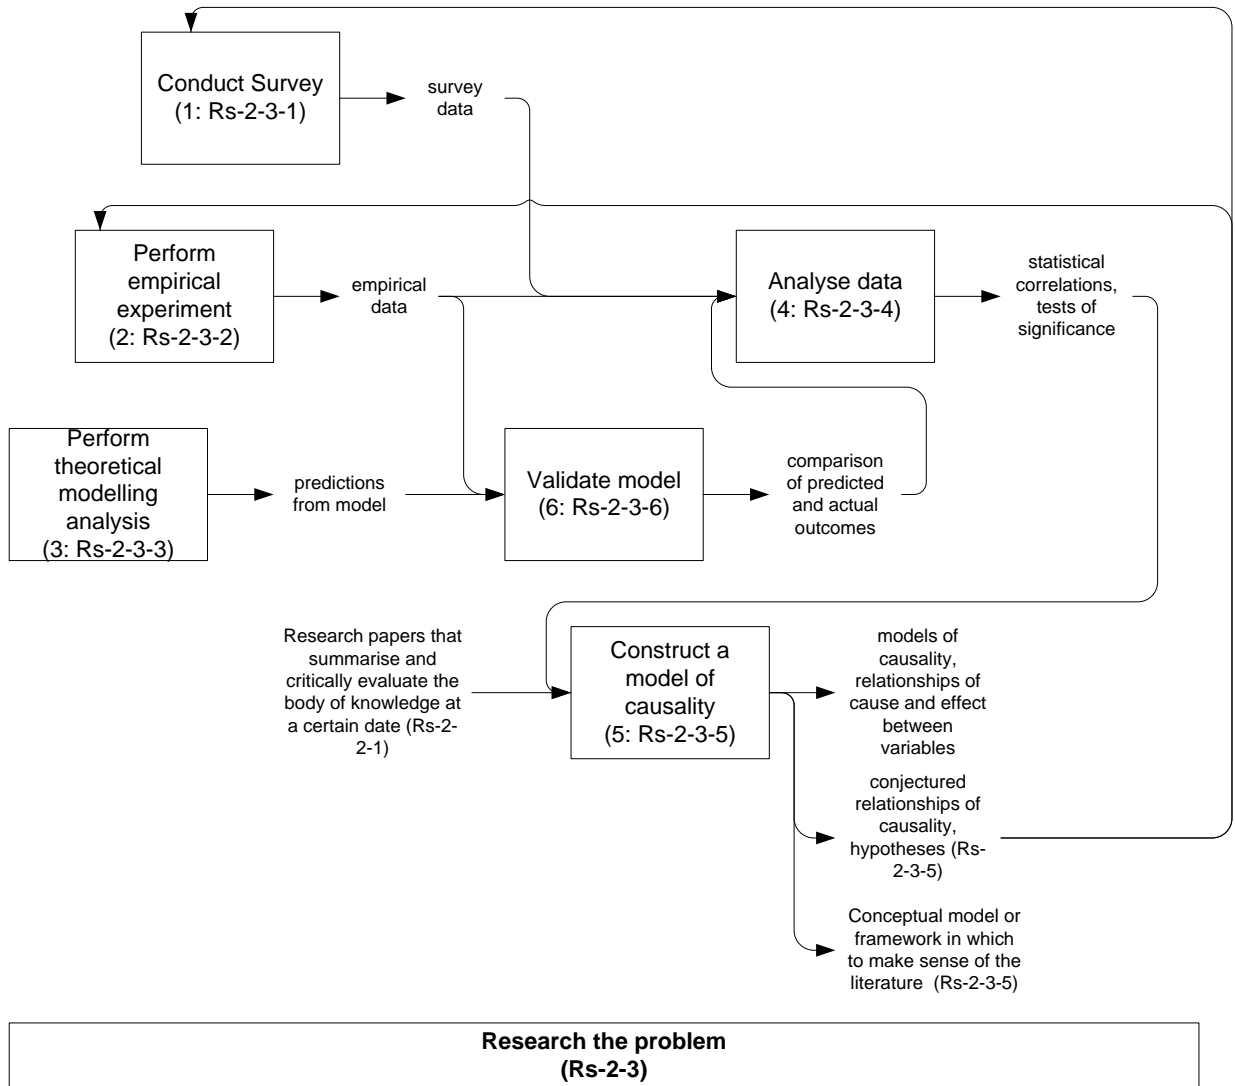 Conduct Survey
(1: Rs-2-3-1)
survey
data
Perform
empirical
experiment
(2: Rs-2-3-2)
empirical
data
Analyse data
(4: Rs-2-3-4)
statistical
correlations,
tests of
significance
Perform
theoretical
modelling
analysis
(3: Rs-2-3-3)
predictions
from model
Validate model
(6: Rs-2-3-6)
comparison
of predicted
and actual
outcomes
Research papers that
summarise and
critically evaluate the
body of knowledge at
a certain date (Rs-2-
2-1)
Construct a
model of
causality
(5: Rs-2-3-5)
models of
causality,
relationships of
cause and effect
between
variables
conjectured
relationships of
causality,
hypotheses (Rs-
2-3-5)
Conceptual model or
framework in which
to make sense of the
literature  (Rs-2-3-5)
Research the problem
(Rs-2-3)